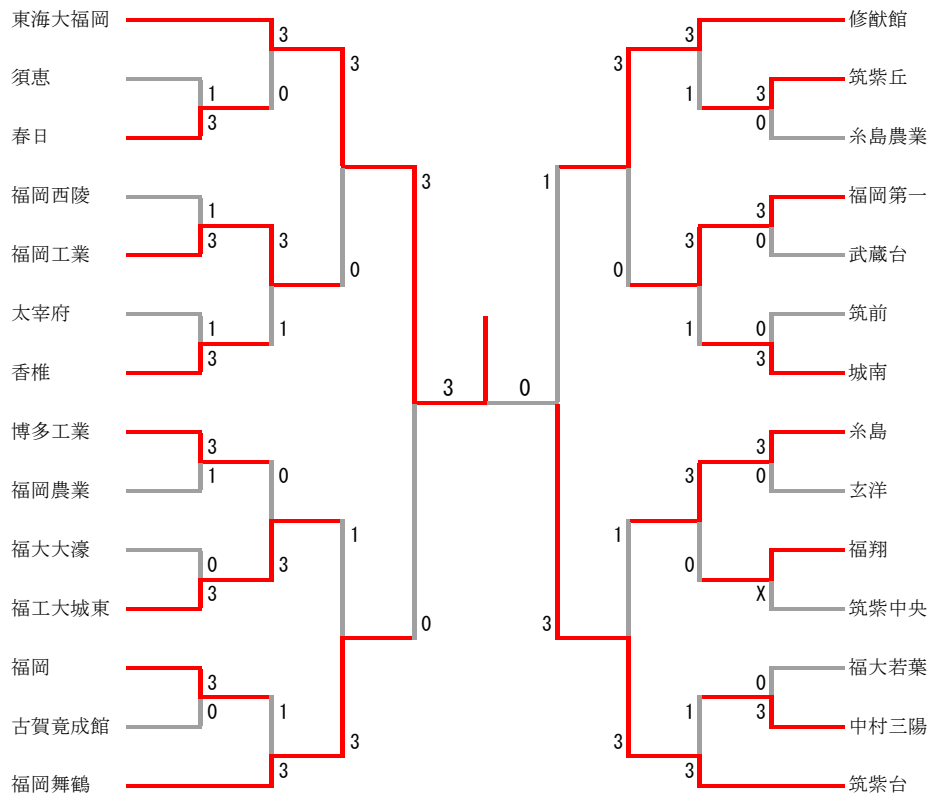 東海大福岡
須恵
春日
福岡西陵
福岡工業
太宰府
香椎
博多工業
福岡農業
福大大濠
福工大城東
福岡
古賀竟成館
福岡舞鶴
3
0
1
3
3
0
1
3
3
1
1
3
3
1
0
3
0
3
1
3
3
0
1
3
3
0
3
0
1
3
3
0
3
1
3
0
3
1
3
0
0
3
1
3
3
0
3
0
X
1
3
0
3
修猷館
筑紫丘
糸島農業
福岡第一
武蔵台
筑前
城南
糸島
玄洋
福翔
筑紫中央
福大若葉
中村三陽
筑紫台